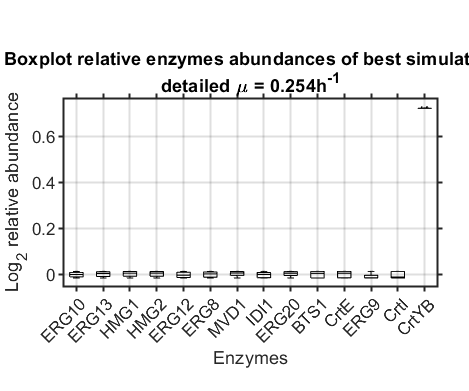 Boxplot relative enzymes abundances of best simulat
detailed μ = 0.254h-1
Log2 relative abundance
0.6
0.4
0.2
0
ERG10
ERG13
HMG1
HMG2
ERG12
ERG8
MVD1
IDI1
ERG20
BTS1
CrtE
ERG9
CrtI
CrtYB
Enzymes